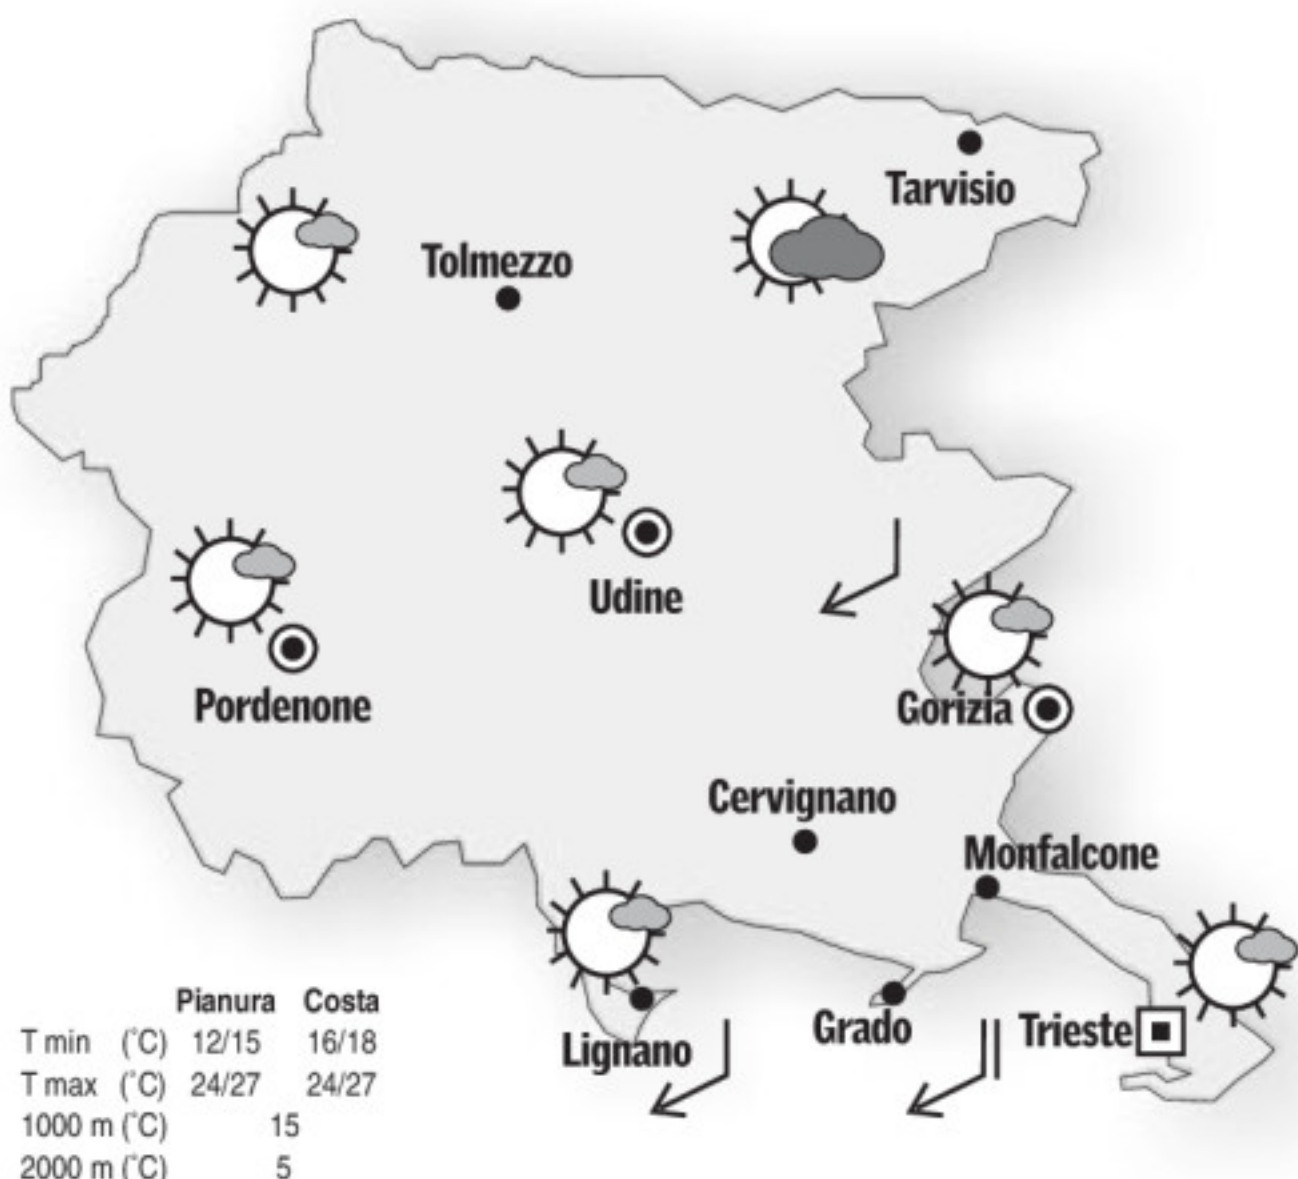 Tarvisio
Tolmezzo
Udine
Pordenone
Gorizia
Cervignano
Monfalcone
Grado
Trieste
Lignano
Pianura Costa
T min (°C) 12/15 16/18
T max (°C) 24/27 24/27
1000 m (°C) 15
2000 m (°C) 5